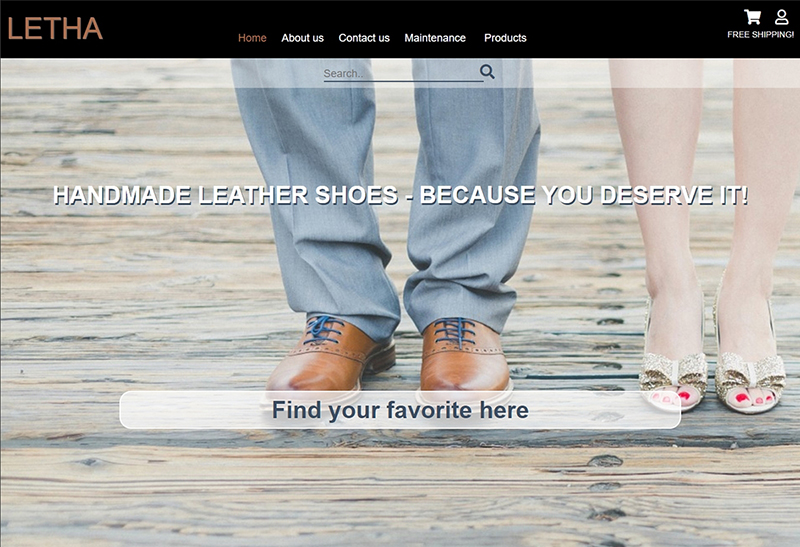 LETHA
Home About us Contact us Maintenance Products
FREE SHIPPING!
Search..
HANDMADE LEATHER SHOES - BECAUSE YOU DESERVE IT!
Find your favorite here